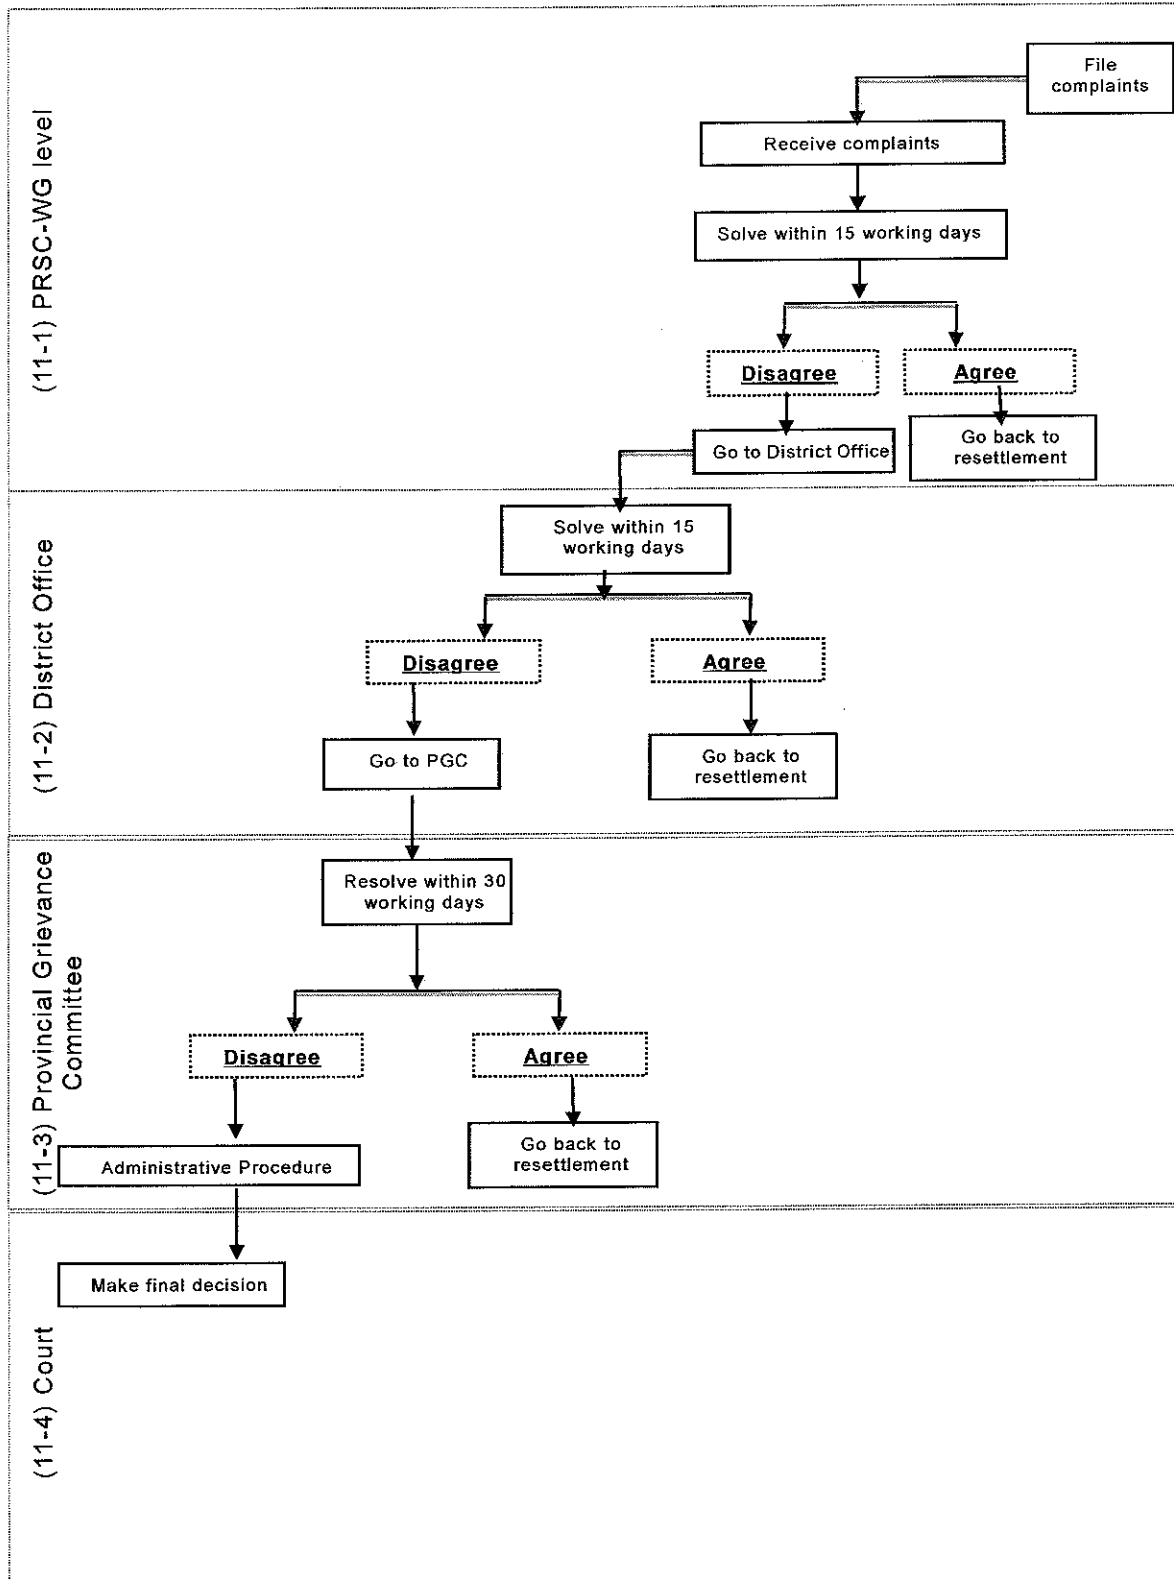 (11-1) PRSC-WG level
File
complaints
Receive complaints
Solve within 15 working days
Disagree
Agree
Go to District Office
Go back to
resettlement
(11-2) District Office
Solve within 15
working days
Disagree
Agree
Go to PGC
Go back to
resettlement
(11-3) Provincial Grievance
Committee
Resolve within 30
working days
Disagree
Agree
Administrative Procedure
Go back to
resettlement
(11-4) Court
Make final decision